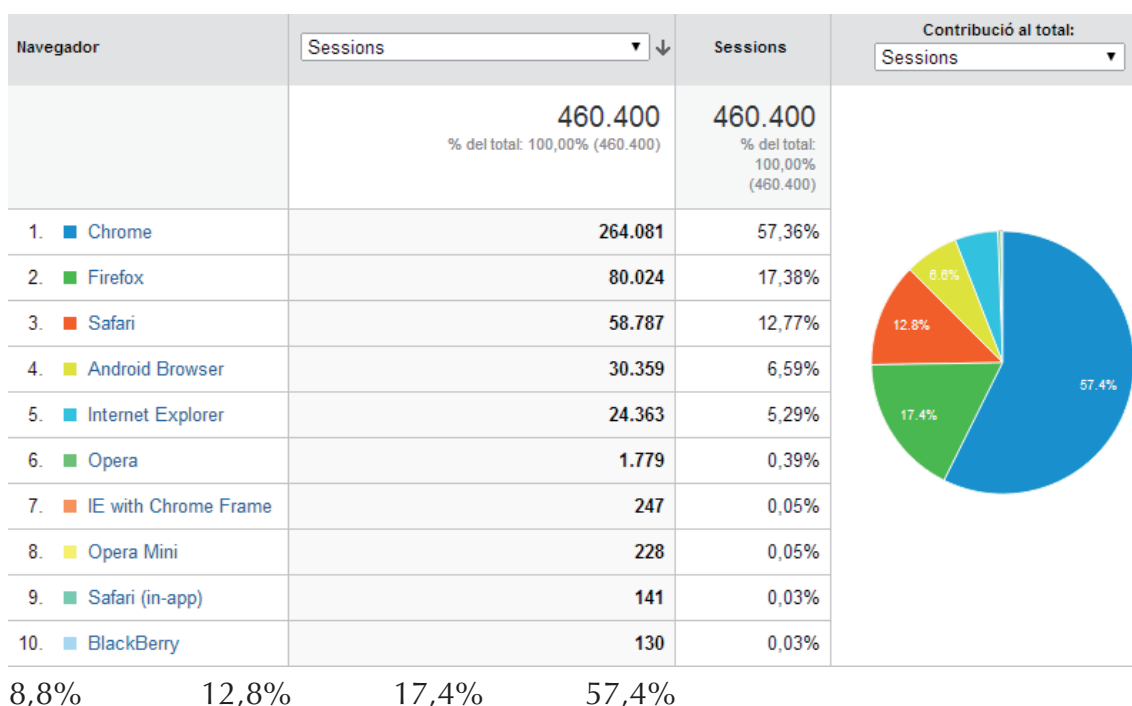 Navegador Sessions Sessions Contribució al total:
Sessions
460.400 460.400
% del total: 100,00% (460.400) % del total:
100,00%
(460.400)
1. Chrome 264.081 57,36%
2. Firefox 80.024 17,38%
3. Safari 58.787 12,77%
4. Android Browser 30.359 6,59%
5. Internet Explorer 24.363 5,29%
6. Opera 1.779 0,39%
7. IE with Chrome Frame 247 0,05%
8. Opera Mini 228 0,05%
9. Safari (in-app) 141 0,03%
10. BlackBerry 130 0,03%
6.6%
12.8%
57.4%
17.4%
8,8% 12,8% 17,4% 57,4%